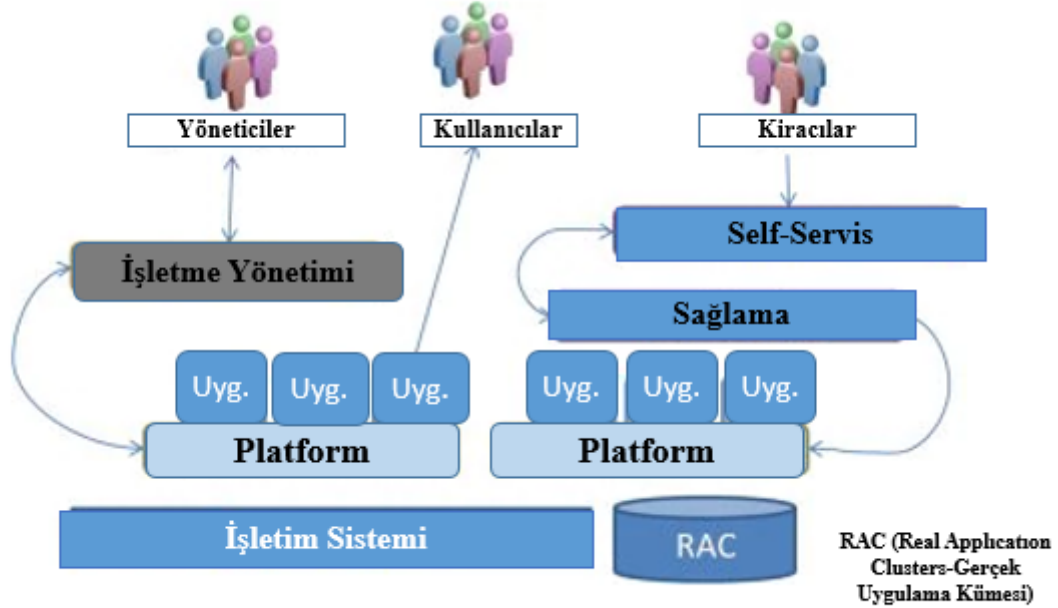 Yöneticiler
Kullanıcılar
Kiracılar
Self-Servis
İşletme Yönetimi
Sağlama
Uyg.
Uyg.
Uyg.
Uyg.
Uyg.
Uyg.
Platform
Platform
İşletim Sistemi
RAC
RAC (Real Applıcatıon
Clusters-Gerçek
Uygulama Kümesi)